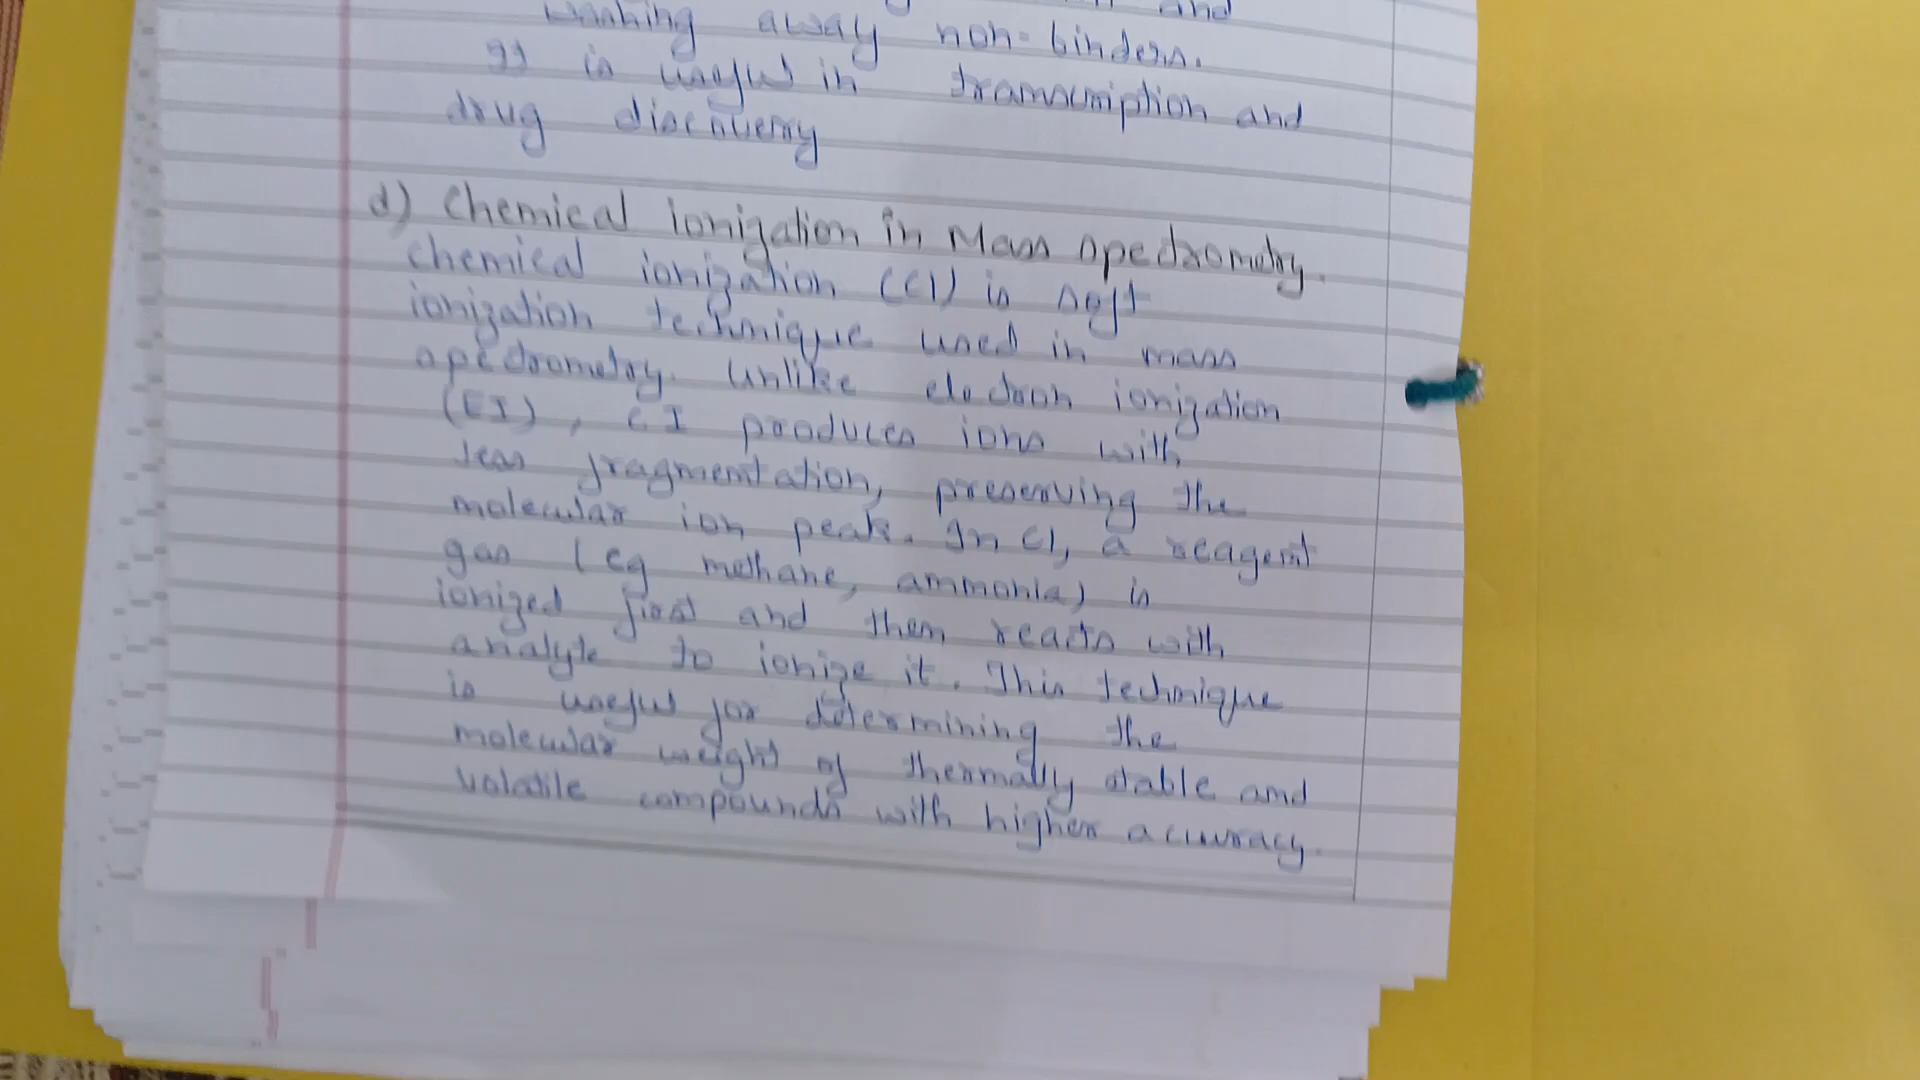 washing away non-binders.
It is useful in transcription and
drug discovery
d) Chemical ionization in Mass spectrometry.
chemical ionization (CI) is soft
ionization technique used in mass
spectrometry. Unlike electron ionization
(EI), CI produces ions with
less fragmentation, preserving the
molecular ion peak. In CI, a reagent
gas (eg methane, ammonia) is
ionized first and then reacts with
analyte to ionize it. This technique
is useful for determining the
molecular weight of thermally stable and
volatile compounds with higher accuracy.